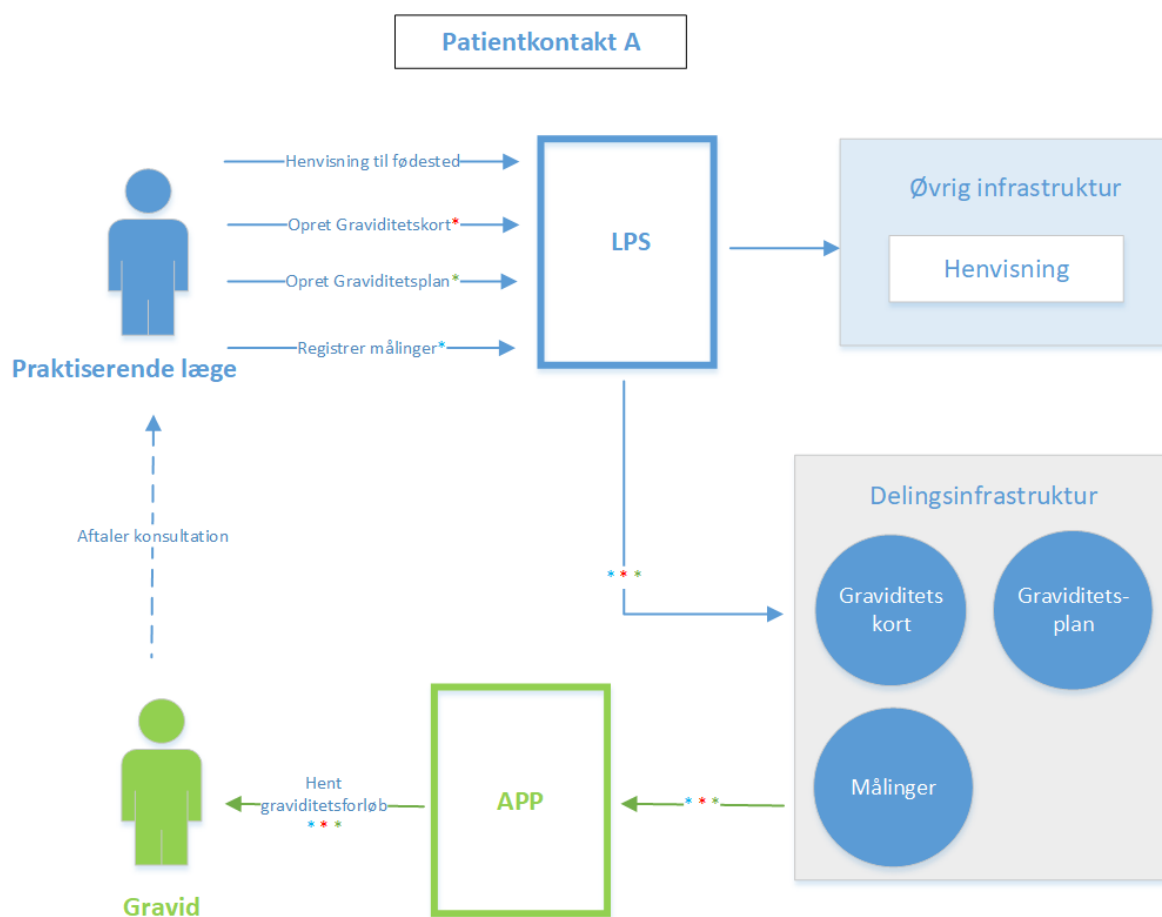 Patientkontakt A
Henvisning til fødested
Opret Graviditetskort*
Opret Graviditetsplan*
Registrer målinger*
Praktiserende læge
LPS
Øvrig infrastruktur
Henvisning
Aftaler konsultation
* * *
Delingsinfrastruktur
Graviditets
kort
Graviditets-
plan
Målinger
* * *
APP
Hent
graviditetsforløb
* * *
Gravid